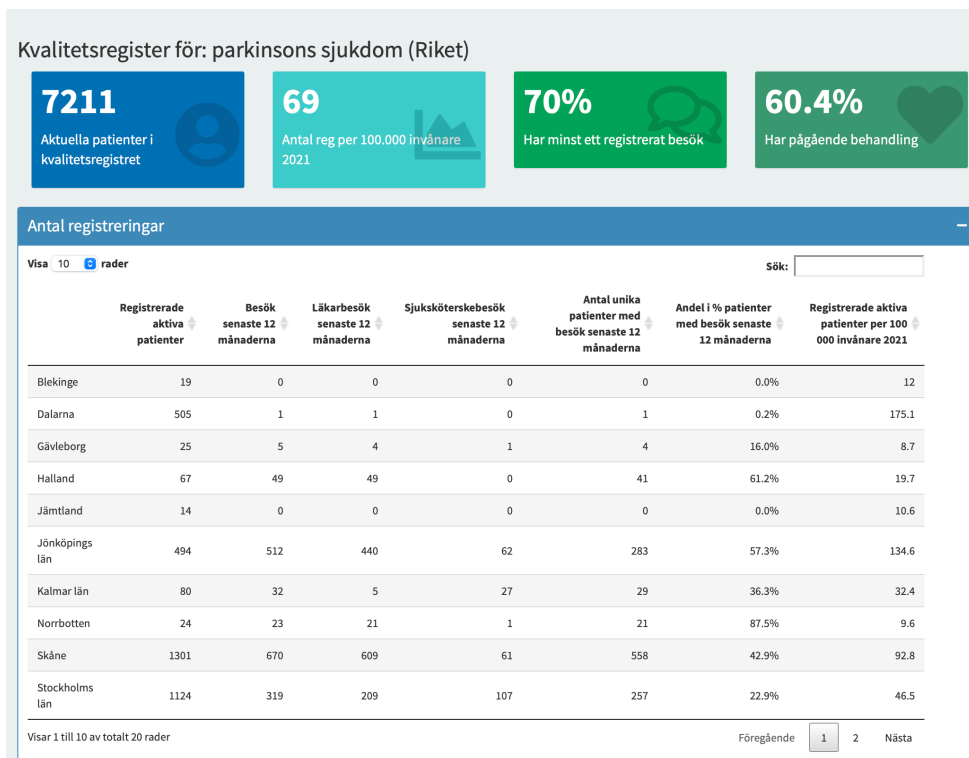 Kvalitetsregister för: parkinsons sjukdom (Riket)
7211
Aktuella patienter i
kvalitetsregistret
69
Antal reg per 100.000 invånare
2021
70%
Har minst ett registrerat besök
60.4%
Har pågående behandling
Antal registreringar
Visa 10 rader
Sök:
Registrerade
aktiva
patienter
Besök
senaste 12
månaderna
Läkarbesök
senaste 12
månaderna
Sjuksköterskebesök
senaste 12
månaderna
Antal unika
patienter med
besök senaste 12
månaderna
Andel i % patienter
med besök senaste
12 månaderna
Registrerade aktiva
patienter per 100
000 invånare 2021
Blekinge 19 0 0 0 0 0.0% 12
Dalarna 505 1 1 0 1 0.2% 175.1
Gävleborg 25 5 4 1 4 16.0% 8.7
Halland 67 49 49 0 41 61.2% 19.7
Jämtland 14 0 0 0 0 0.0% 10.6
Jönköpings
län 494 512 440 62 283 57.3% 134.6
Kalmar län 80 32 5 27 29 36.3% 32.4
Norrbotten 24 23 21 1 21 87.5% 9.6
Skåne 1301 670 609 61 558 42.9% 92.8
Stockholms
län 1124 319 209 107 257 22.9% 46.5
Visar 1 till 10 av totalt 20 rader
Föregående 1 2 Nästa